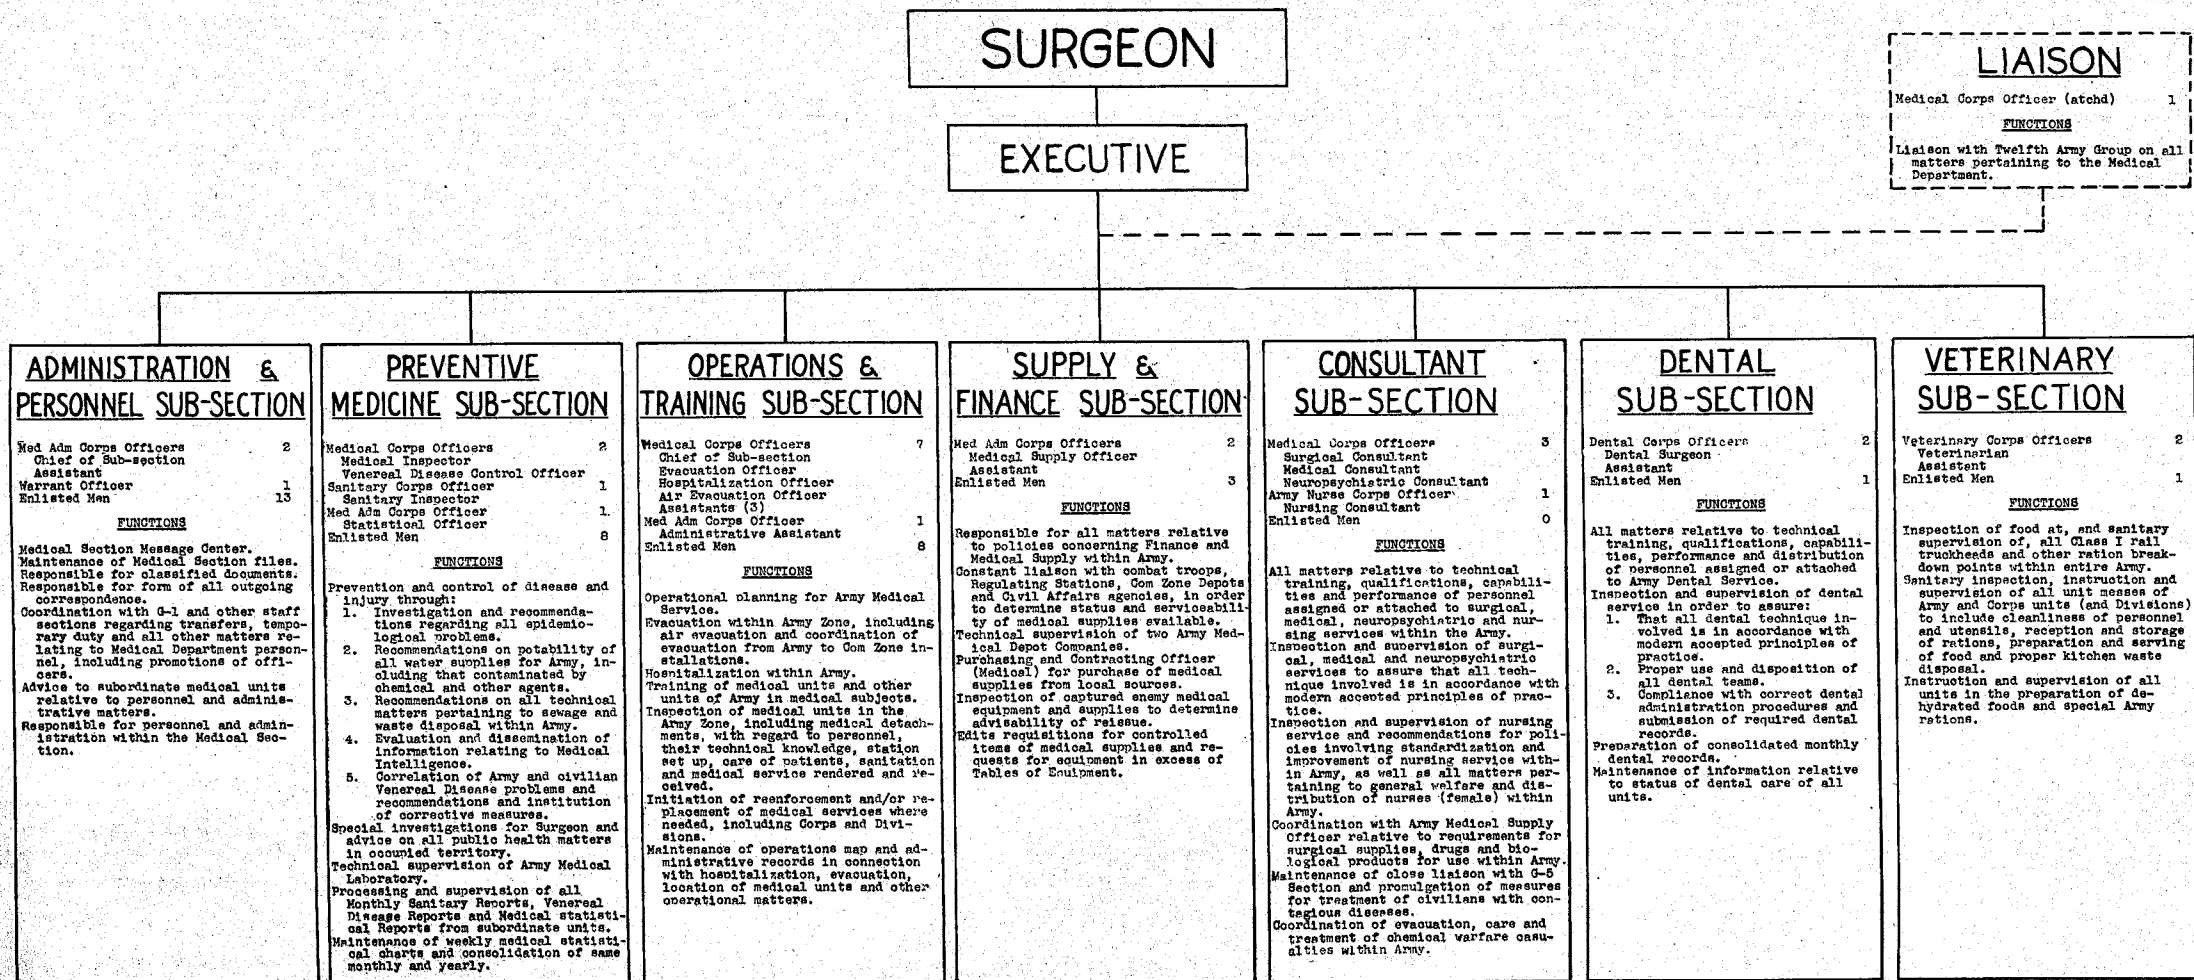 SURGEON
EXECUTIVE
LIAISON
Medical Corps Officer (atchd) 1
FUNCTIONS
Liaison with Twelfth Army Group on all
matters pertaining to the Medical
Department.
ADMINISTRATION &
PERSONNEL SUB-SECTION
Med Adm Corps Officers 2
Chief of Sub-section
Assistant
Warrant Officer 1
Enlisted Men 13
FUNCTIONS
Medical Section Message Center.
Maintenance of Medical Section files.
Responsible for classified documents.
Responsible for form of all outgoing
correspondence.
Coordination with G-1 and other staff
sections regarding transfers, tempo-
rary duty and all other matters re-
lating to Medical Department person-
nel, including promotions of offi-
cers.
Advice to subordinate medical units
relative to personnel and adminis-
trative matters.
Responsible for personnel and admin-
istration within the Medical Sec-
tion.
PREVENTIVE
MEDICINE SUB-SECTION
Medical Corps Officers 2
Medical Inspector
Venereal Disease Control Officer
Sanitary Corps Officer 1
Sanitary Inspector
Med Adm Corps Officer 1
Statistical Officer
Enlisted Men 8
FUNCTIONS
Prevention and control of disease and
injury through:
1. Investigation and recommenda-
tions regarding all epidemio-
logical problems.
2. Recommendations on potability of
all water supplies for Army, in-
cluding that contaminated by
chemical and other agents.
3. Recommendations on all technical
matters pertaining to sewage and
waste disposal within Army.
4. Evaluation and dissemination of
information relating to Medical
Intelligence.
5. Correlation of Army and civilian
Venereal Disease problems and
recommendations and institution
of corrective measures.
Special investigations for Surgeon and
advice on all public health matters
in occupied territory.
Technical supervision of Army Medical
Laboratory.
Processing and supervision of all
Monthly Sanitary Reports, Venereal
Disease Reports and Medical statisti-
cal Reports from subordinate units.
Maintenance of weekly medical statisti-
cal charts and consolidation of same
monthly and yearly.
OPERATIONS &
TRAINING SUB-SECTION
Medical Corps Officers 7
Chief of Sub-section
Evacuation Officer
Hospitalization Officer
Air Evacuation Officer
Assistants (3)
Med Adm Corps Officer 1
Administrative Assistant
Enlisted Men 8
FUNCTIONS
Operational planning for Army Medical
Service.
Evacuation within Army Zone, including
air evacuation and coordination of
evacuation from Army to Com Zone in-
stallations.
Hospitalization within Army.
Training of medical units and other
units of Army in medical subjects.
Inspection of medical units in the
Army Zone, including medical detach-
ments, with regard to personnel,
their technical knowledge, station
set up, care of patients, sanitation
and medical service rendered and re-
ceived.
Initiation of reenforcement and/or re-
placement of medical services where
needed, including Corps and Divi-
sions.
Maintenance of operations map and ad-
ministrative records in connection
with hospitalization, evacuation,
location of medical units and other
operational matters.
SUPPLY &
FINANCE SUB-SECTION
Med Adm Corps Officers 2
Medical Supply Officer
Assistant
Enlisted Men 3
FUNCTIONS
Responsible for all matters relative
to policies concerning Finance and
Medical Supply within Army.
Constant liaison with combat troops,
Regulating Stations, Com Zone Depots
and Civil Affairs agencies, in order
to determine status and serviceabili-
ty of medical supplies available.
Technical supervision of two Army Med-
ical Depot Companies.
Purchasing and Contracting Officer
(Medical) for purchase of medical
supplies from local sources.
Inspection of captured enemy medical
equipment and supplies to determine
advisability of reissue.
Edits requisitions for controlled
items of medical supplies and re-
quests for equipment in excess of
Tables of Equipment.
CONSULTANT
SUB-SECTION
Medical Corps Officers 3
Surgical Consultant
Medical Consultant
Neuropsychiatric Consultant
Army Nurse Corps Officer 1
Nursing Consultant
Enlisted Men 0
FUNCTIONS
All matters relative to technical
training, qualifications, capabili-
ties and performance of personnel
assigned or attached to surgical,
medical, neuropsychiatric and nur-
sing services within the Army.
Inspection and supervision of surgi-
cal, medical and neuropsychiatric
services to assure that all tech-
nique involved is in accordance with
modern accepted principles of prac-
tice.
Inspection and supervision of nursing
service and recommendations for poli-
cies involving standardization and
improvement of nursing service with-
in Army, as well as all matters per-
taining to general welfare and dis-
tribution of nurses (female) within
Army.
Coordination with Army Medical Supply
Officer relative to requirements for
surgical supplies, drugs and bio-
logical products for use within Army.
Maintenance of close liaison with G-5
Section and promulgation of measures
for treatment of civilians with con-
tagious diseases.
Coordination of evacuation, care and
treatment of chemical warfare casu-
alties within Army.
DENTAL
SUB-SECTION
Dental Corps Officers 2
Dental Surgeon
Assistant
Enlisted Men 1
FUNCTIONS
All matters relative to technical
training, qualifications, capabili-
ties, performance and distribution
of personnel assigned or attached
to Army Dental Service.
Inspection and supervision of dental
service in order to assure:
1. That all dental technique in-
volved is in accordance with
modern accepted principles of
practice.
2. Proper use and disposition of
all dental teams.
3. Compliance with correct dental
administration procedures and
submission of required dental
records.
Preparation of consolidated monthly
dental records.
Maintenance of information relative
to status of dental care of all
units.
VETERINARY
SUB-SECTION
Veterinary Corps Officers 2
Veterinarian
Assistant
Enlisted Men 1
FUNCTIONS
Inspection of food at, and sanitary
supervision of, all Class I rail
truckheads and other ration break-
down points within entire Army.
Sanitary inspection, instruction and
supervision of all unit messes of
Army and Corps units (and Divisions)
to include cleanliness of personnel
and utensils, reception and storage
of rations, preparation and serving
of food and proper kitchen waste
disposal.
Instruction and supervision of all
units in the preparation of de-
hydrated foods and special Army
rations.